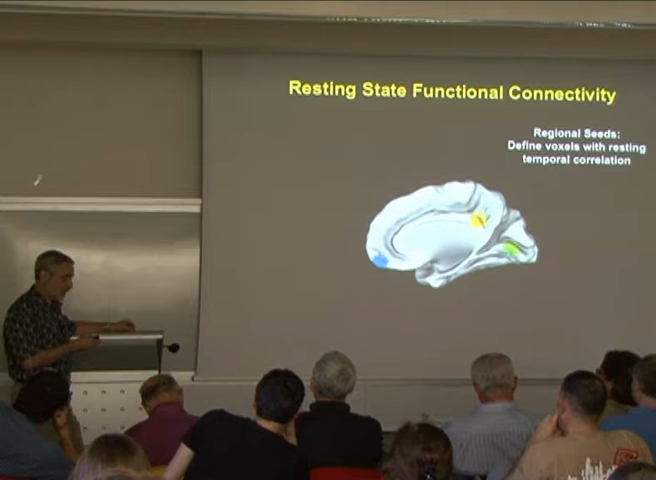 Resting State Functional Connectivity
Regional Seeds:
Define voxels with resting
temporal correlation